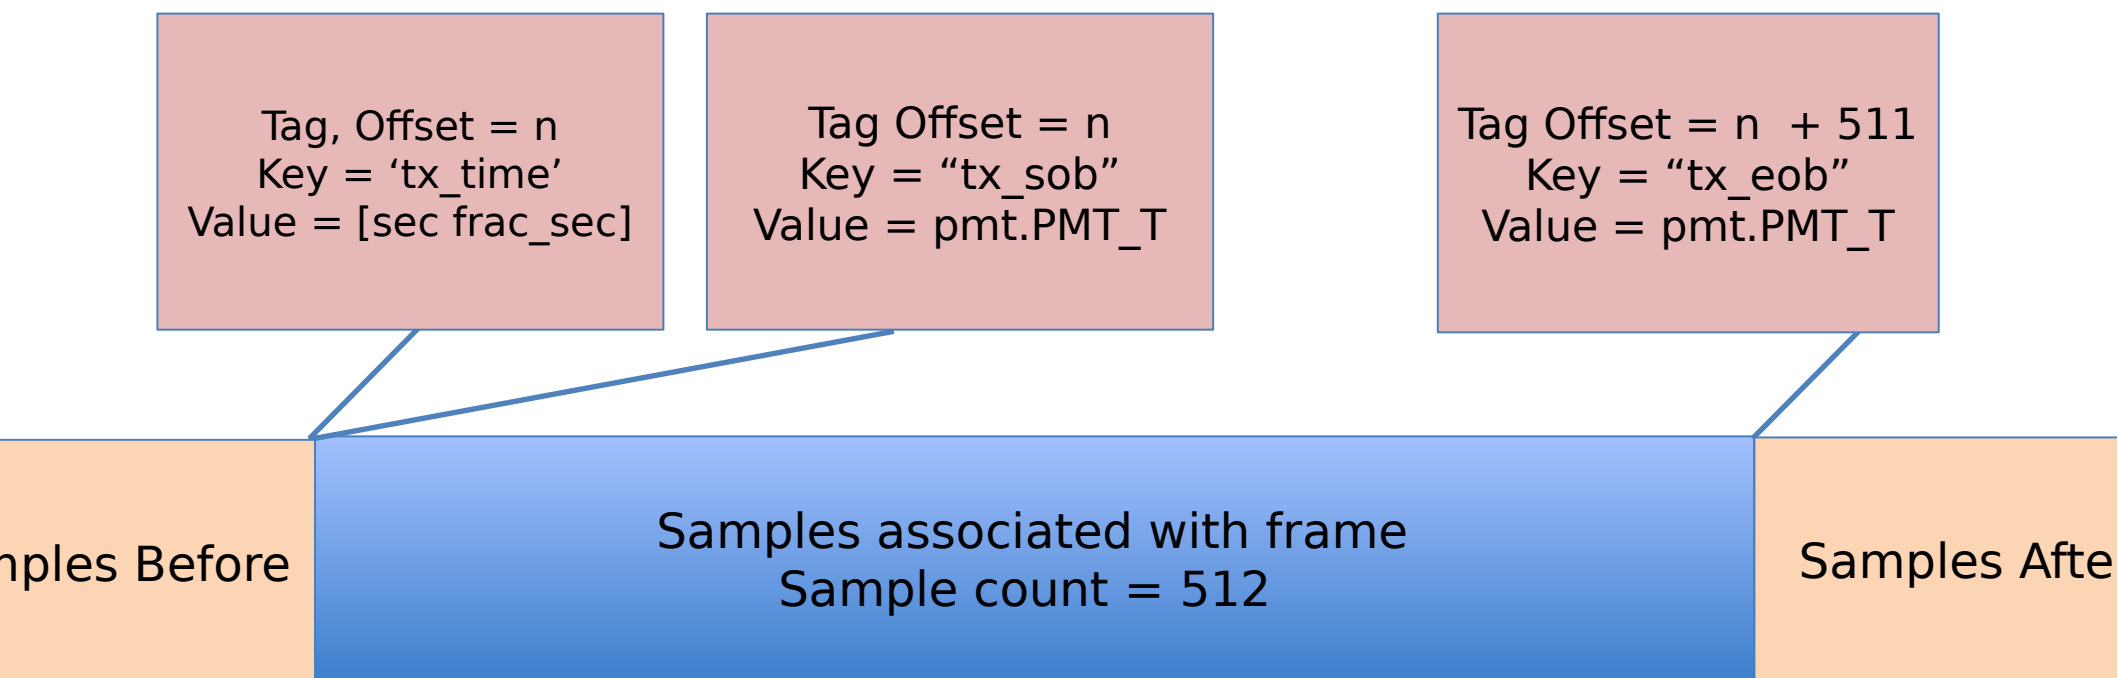 Tag, Offset = n
Key = ‘tx_time’
Value = [sec frac_sec]
Tag Offset = n
Key = “tx_sob”
Value = pmt.PMT_T
Tag Offset = n  + 511
Key = “tx_eob”
Value = pmt.PMT_T
mples Before
Samples associated with frame
Sample count = 512
Samples Afte